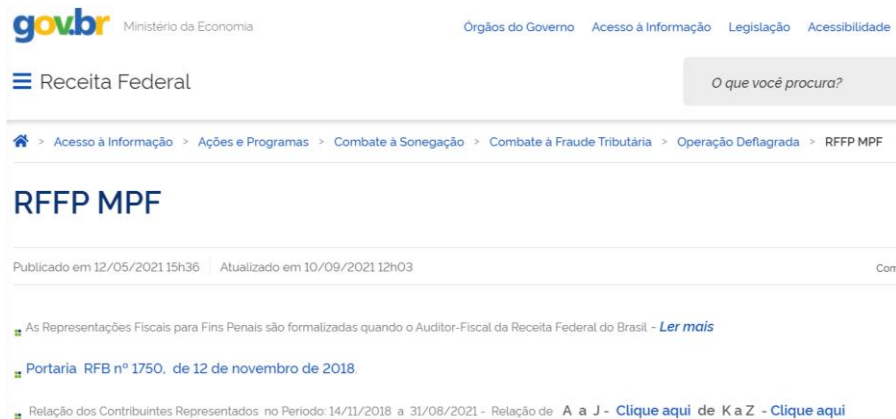 gov.br Ministério da Economia Órgãos do Governo Acesso à Informação Legislação Acessibilidade
Receita Federal O que você procura?
> Acesso à Informação > Ações e Programas > Combate à Sonegação > Combate à Fraude Tributária > Operação Deflagrada > RFFP MPF
RFFP MPF
Publicado em 12/05/2021 15h36 Atualizado em 10/09/2021 12h03
As Representações Fiscais para Fins Penais são formalizadas quando o Auditor-Fiscal da Receita Federal do Brasil - Ler mais
Portaria RFB nº 1750, de 12 de novembro de 2018.
Relação dos Contribuintes Representados no Período: 14/11/2018 a 31/08/2021 - Relação de A a J - Clique aqui de K a Z - Clique aqui